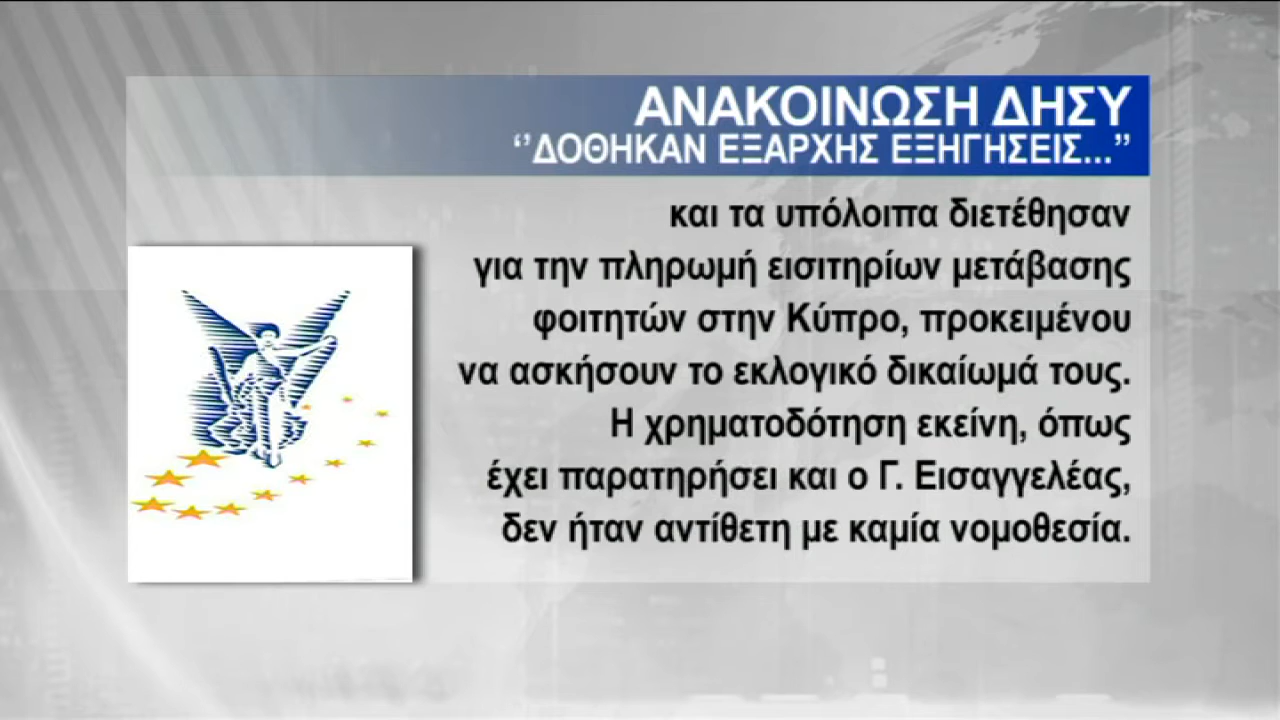 ΑΝΑΚΟΙΝΩΣΗ ΔΗΣΥ
‘’ΔΟΘΗΚΑΝ ΕΞΑΡΧΗΣ ΕΞΗΓΗΣΕΙΣ...’’
και τα υπόλοιπα διετέθησαν
για την πληρωμή εισιτηρίων μετάβασης
φοιτητών στην Κύπρο, προκειμένου
να ασκήσουν το εκλογικό δικαίωμά τους.
Η χρηματοδότηση εκείνη, όπως
έχει παρατηρήσει και ο Γ. Εισαγγελέας,
δεν ήταν αντίθετη με καμία νομοθεσία.